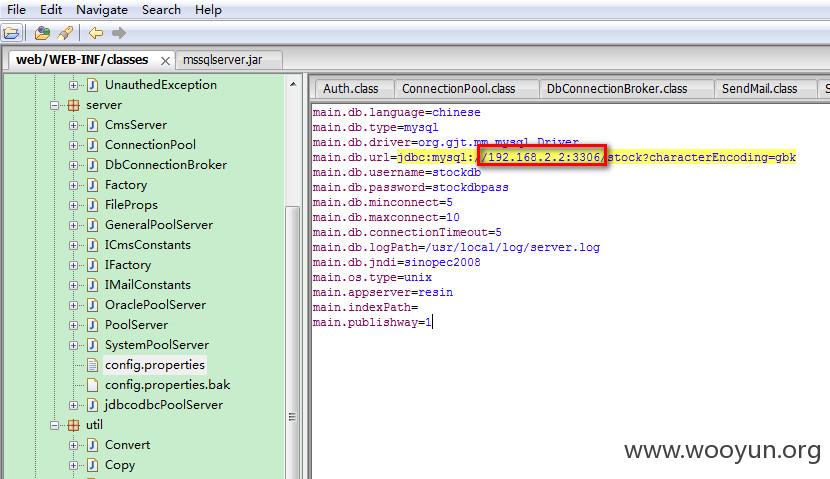 File Edit Navigate Search Help
web/WEB-INF/classes mssqlserver.jar
UnauthedException
server
CmsServer
ConnectionPool
DbConnectionBroker
Factory
FileProps
GeneralPoolServer
ICmsConstants
IFactory
IMailConstants
OraclePoolServer
PoolServer
SystemPoolServer
config.properties
config.properties.bak
jdbcodbcPoolServer
util
Convert
Copy
Auth.class ConnectionPool.class DbConnectionBroker.class SendMail.class S
main.db.language=chinese
main.db.type=mysql
main.db.driver=org.gjt.mm.mysql.Driver
main.db.url=jdbc:mysql://192.168.2.2:3306/stock?characterEncoding=gbk
main.db.username=stockdb
main.db.password=stockdbpass
main.db.minconnect=5
main.db.maxconnect=10
main.db.connectionTimeout=5
main.db.logPath=/usr/local/log/server.log
main.db.jndi=sinopec2008
main.os.type=unix
main.appserver=resin
main.indexPath=
main.publishway=1
www.wooyun.org